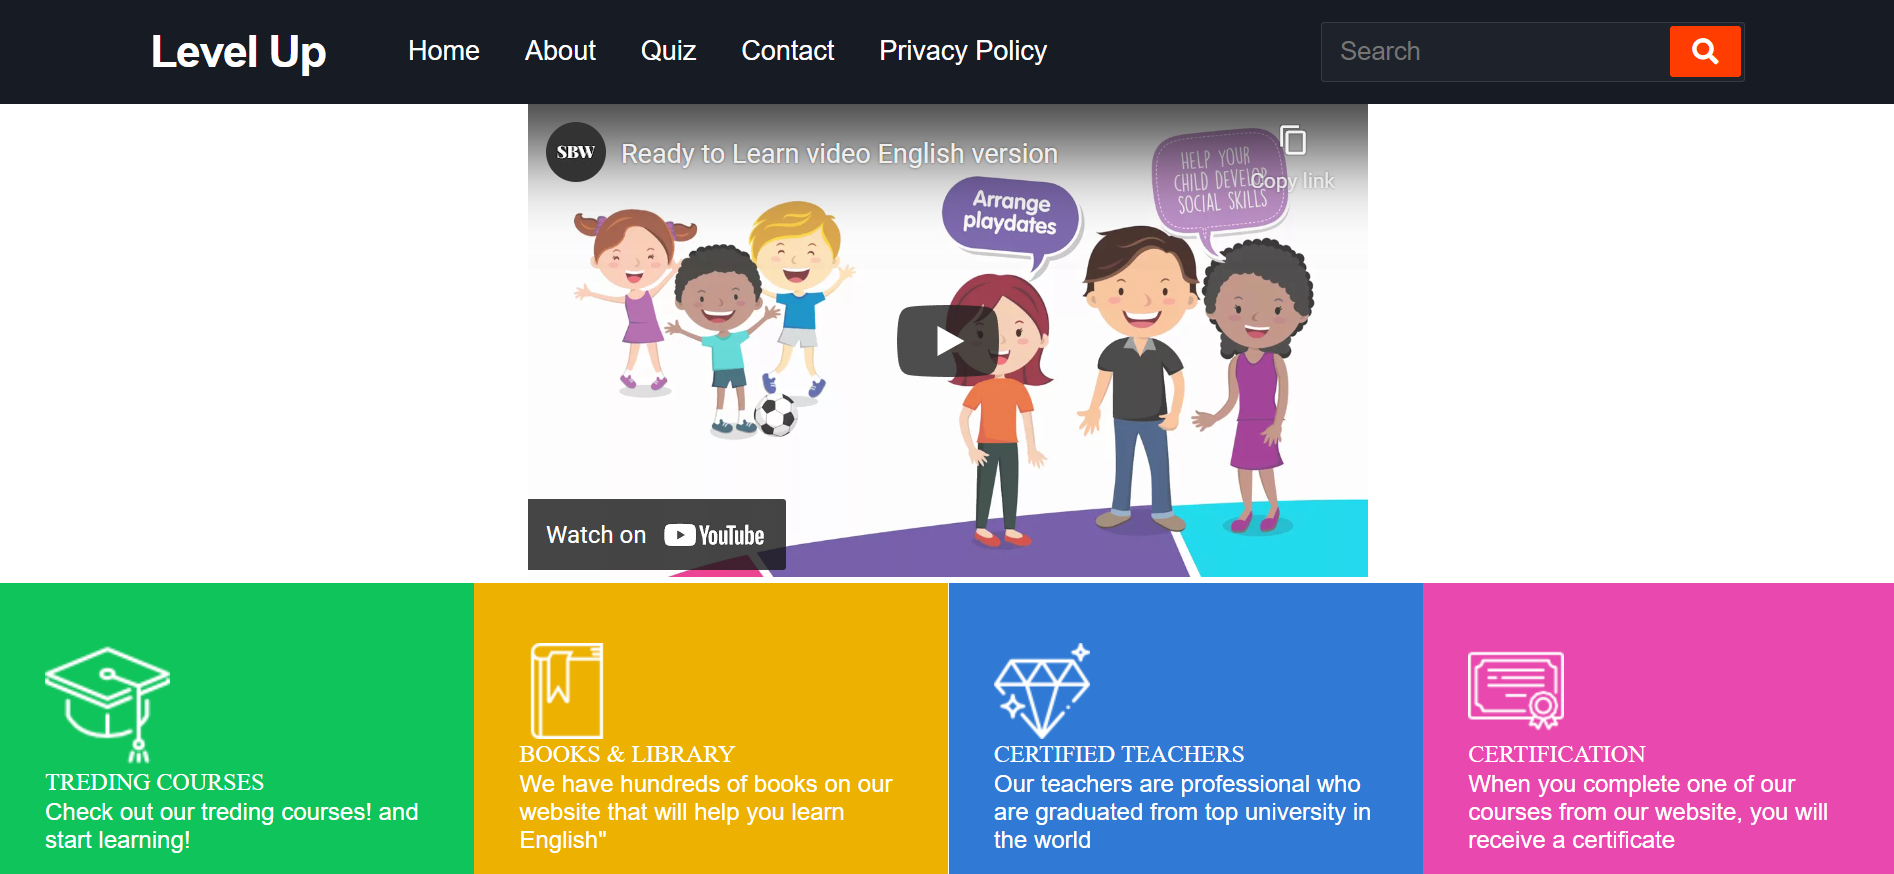 Level Up
Home
About
Quiz
Contact
Privacy Policy
Search
SBW
Ready to Learn video English version
Copy link
HELP YOUR
CHILD DEVELOP
SOCIAL SKILLS
Arrange
playdates
Watch on YouTube
TREDING COURSES
Check out our treding courses! and
start learning!
BOOKS & LIBRARY
We have hundreds of books on our
website that will help you learn
English"
CERTIFIED TEACHERS
Our teachers are professional who
are graduated from top university in
the world
CERTIFICATION
When you complete one of our
courses from our website, you will
receive a certificate